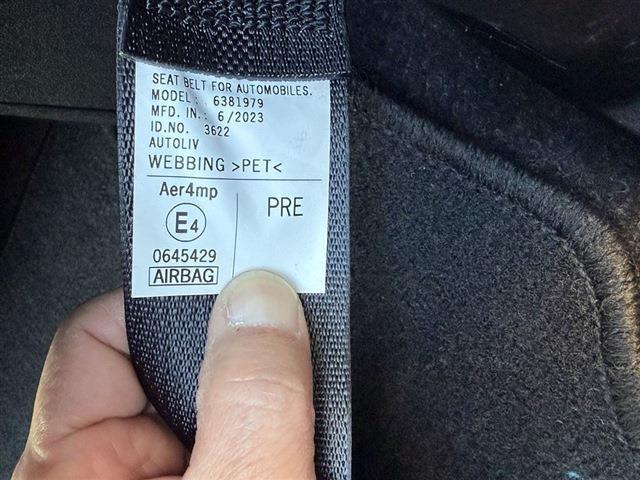 SEAT BELT FOR AUTOMOBILES.
MODEL : 6381979
MFD. IN.: 6/2023
ID.NO. 3622
AUTOLIV
WEBBING >PET<
Aer4mp
E4
PRE
0645429
AIRBAG